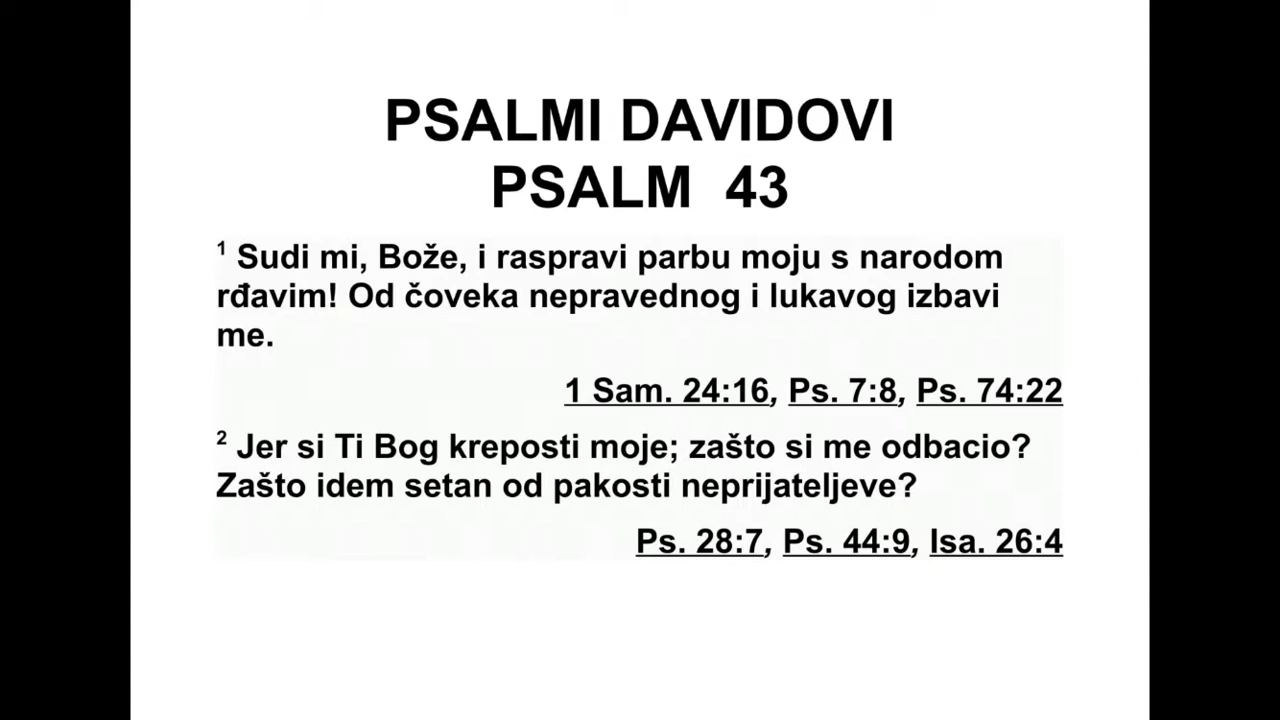 PSALMI DAVIDOVI
PSALM 43
1 Sudi mi, Bože, i raspravi parbu moju s narodom
rđavim! Od čoveka nepravednog i lukavog izbavi
me.
1 Sam. 24:16, Ps. 7:8, Ps. 74:22
2 Jer si Ti Bog kreposti moje; zašto si me odbacio?
Zašto idem setan od pakosti neprijateljeve?
Ps. 28:7, Ps. 44:9, Isa. 26:4